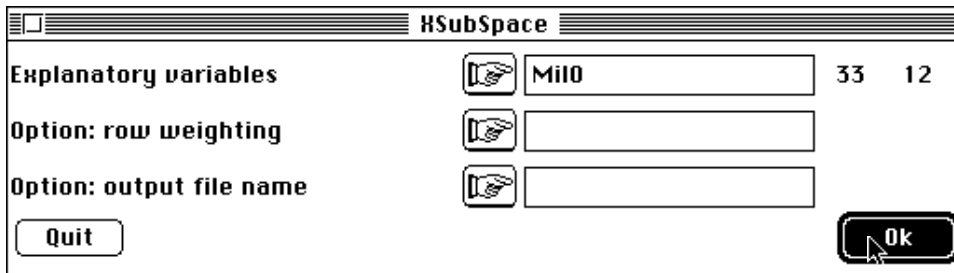 XSubSpace
Explanatory variables Mil0 33 12
Option: row weighting
Option: output file name
Quit Ok